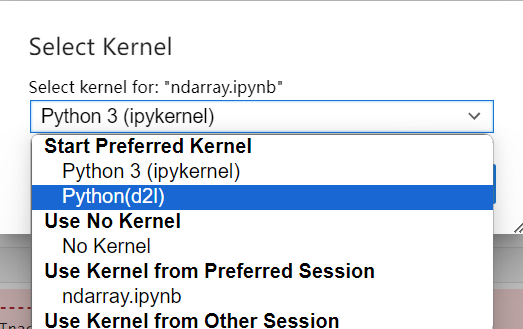 Select Kernel
Select kernel for: "ndarray.ipynb"
Python 3 (ipykernel)
Start Preferred Kernel
Python 3 (ipykernel)
Python(d2l)
Use No Kernel
No Kernel
Use Kernel from Preferred Session
ndarray.ipynb
Use Kernel from Other Session